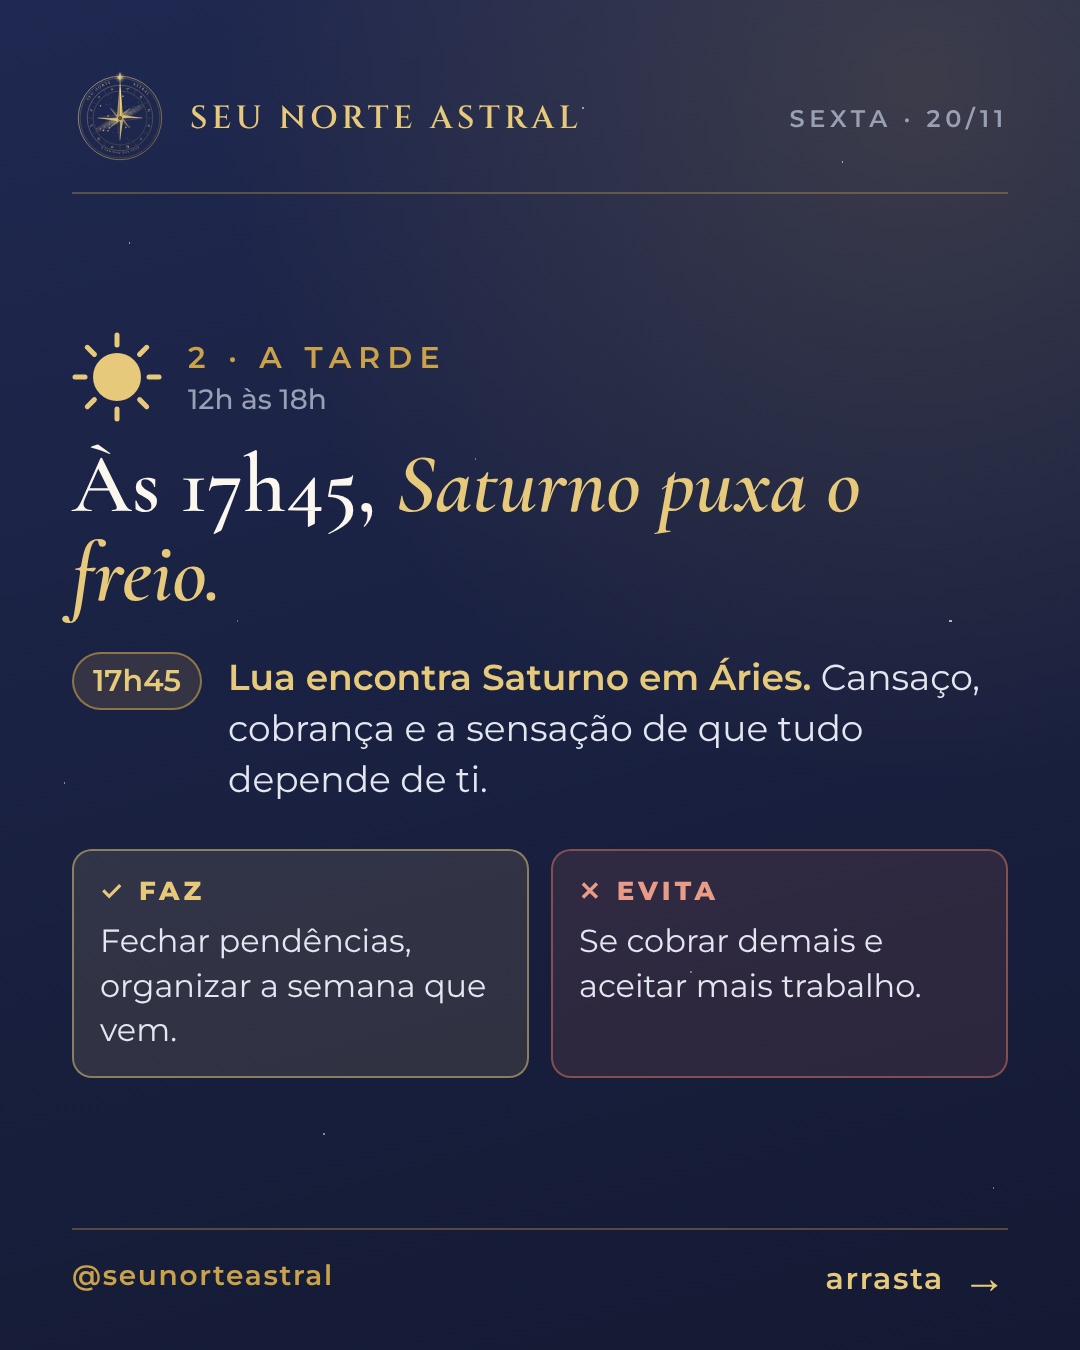 SEU NORTE ASTRAL
SEXTA · 20/11
2 · A TARDE
12h às 18h
Às 17h45, Saturno puxa o
freio.
17h45
Lua encontra Saturno em Áries. Cansaço,
cobrança e a sensação de que tudo
depende de ti.
✓ FAZ
Fechar pendências,
organizar a semana que
vem.
✕ EVITA
Se cobrar demais e
aceitar mais trabalho.
@seunorteastral
arrasta →